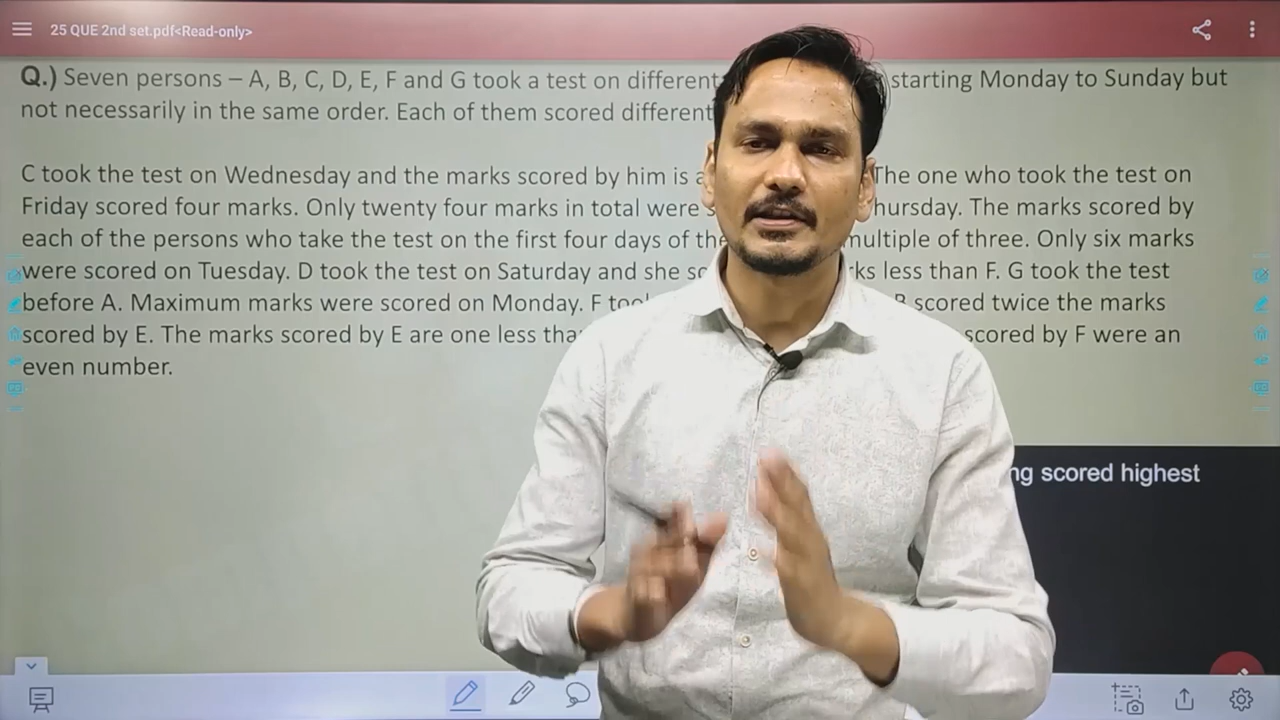 25 QUE 2nd set.pdf<Read-only>
Q.) Seven persons – A, B, C, D, E, F and G took a test on different starting Monday to Sunday but
not necessarily in the same order. Each of them scored different
C took the test on Wednesday and the marks scored by him is a The one who took the test on
Friday scored four marks. Only twenty four marks in total were The marks scored by
each of the persons who take the test on the first four days of the multiple of three. Only six marks
were scored on Tuesday. D took the test on Saturday and she less than F. G took the test
before A. Maximum marks were scored on Monday. F scored twice the marks
scored by E. The marks scored by E are one less scored by F were an
even number.
scored highest